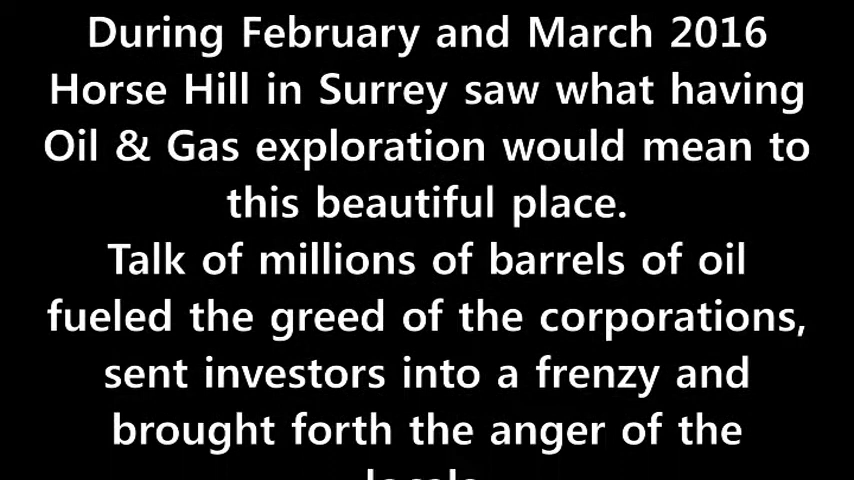 During February and March 2016
Horse Hill in Surrey saw what having
Oil & Gas exploration would mean to
this beautiful place.
Talk of millions of barrels of oil
fueled the greed of the corporations,
sent investors into a frenzy and
brought forth the anger of the